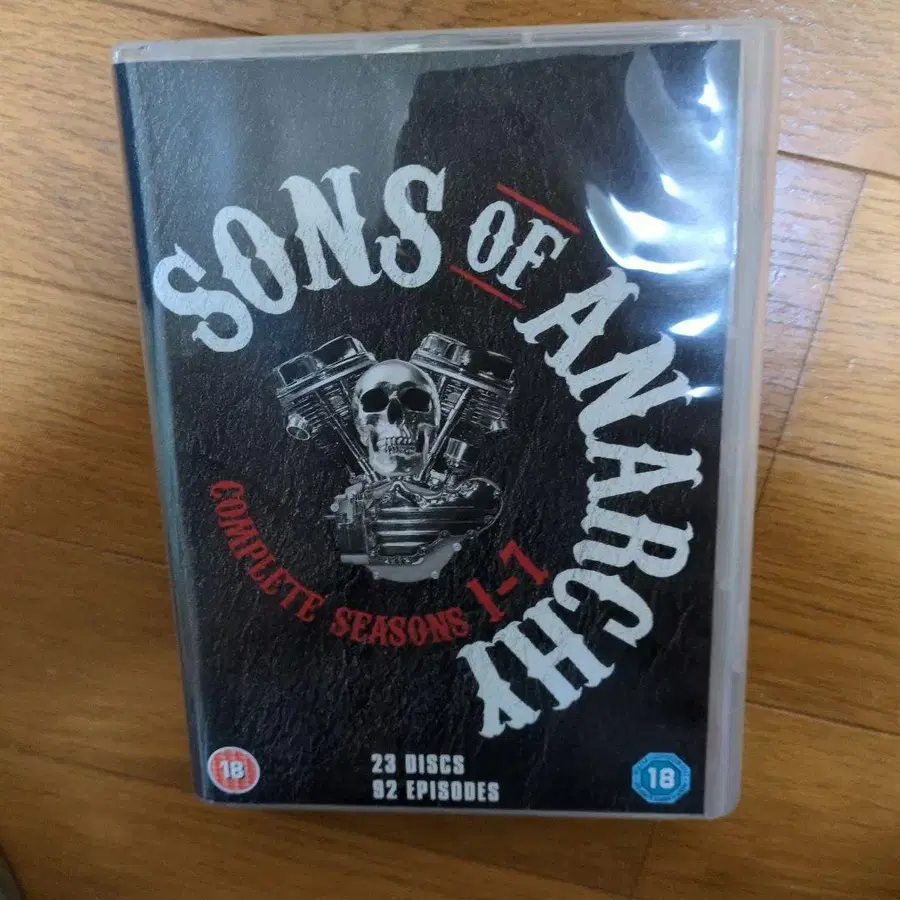 SONS OF ANARCHY
COMPLETE SEASONS 1-7
23 DISCS
92 EPISODES
18
18